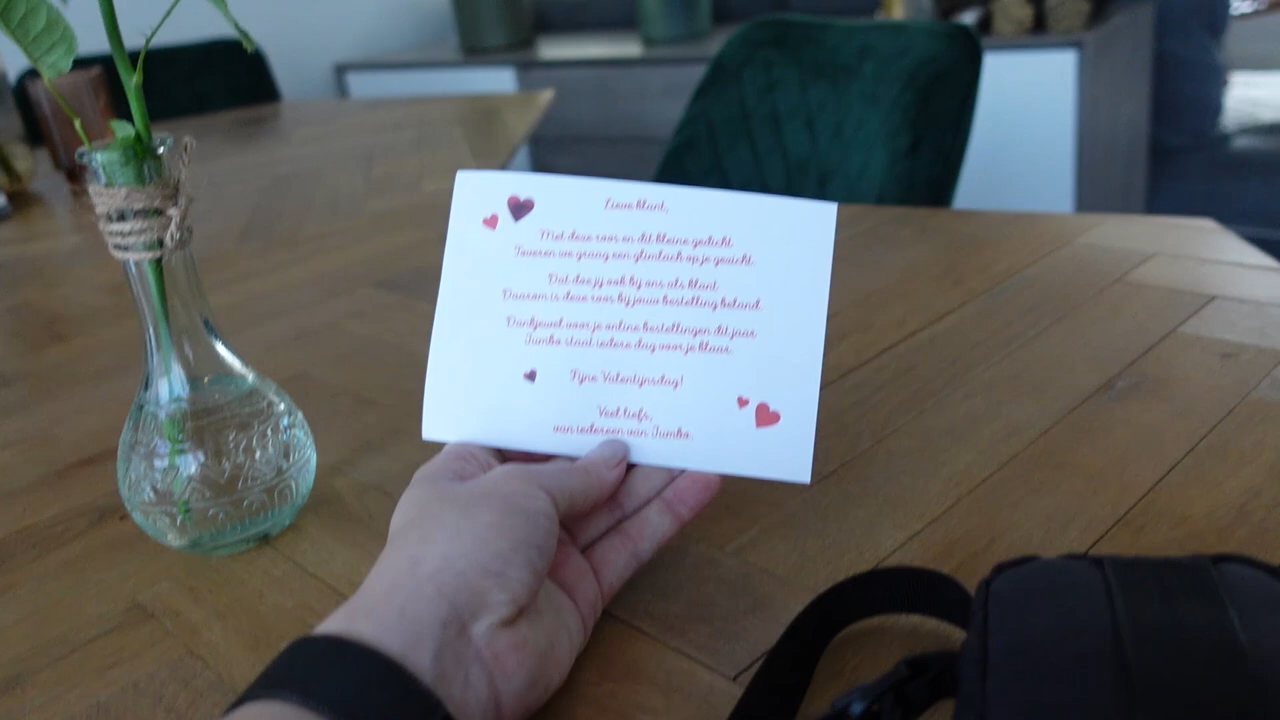 Lieve klant,
Met deze roos en dit kleine gedicht
Toveren we graag een glimlach op je gezicht.
Dat doe jij ook bij ons als klant
Daarom is deze roos bij jouw bestelling beland.
Dankjewel voor je online bestellingen dit jaar
Jumbo staat iedere dag voor je klaar.
Fijne Valentijnsdag!
Veel liefs,
van iedereen van Jumbo.